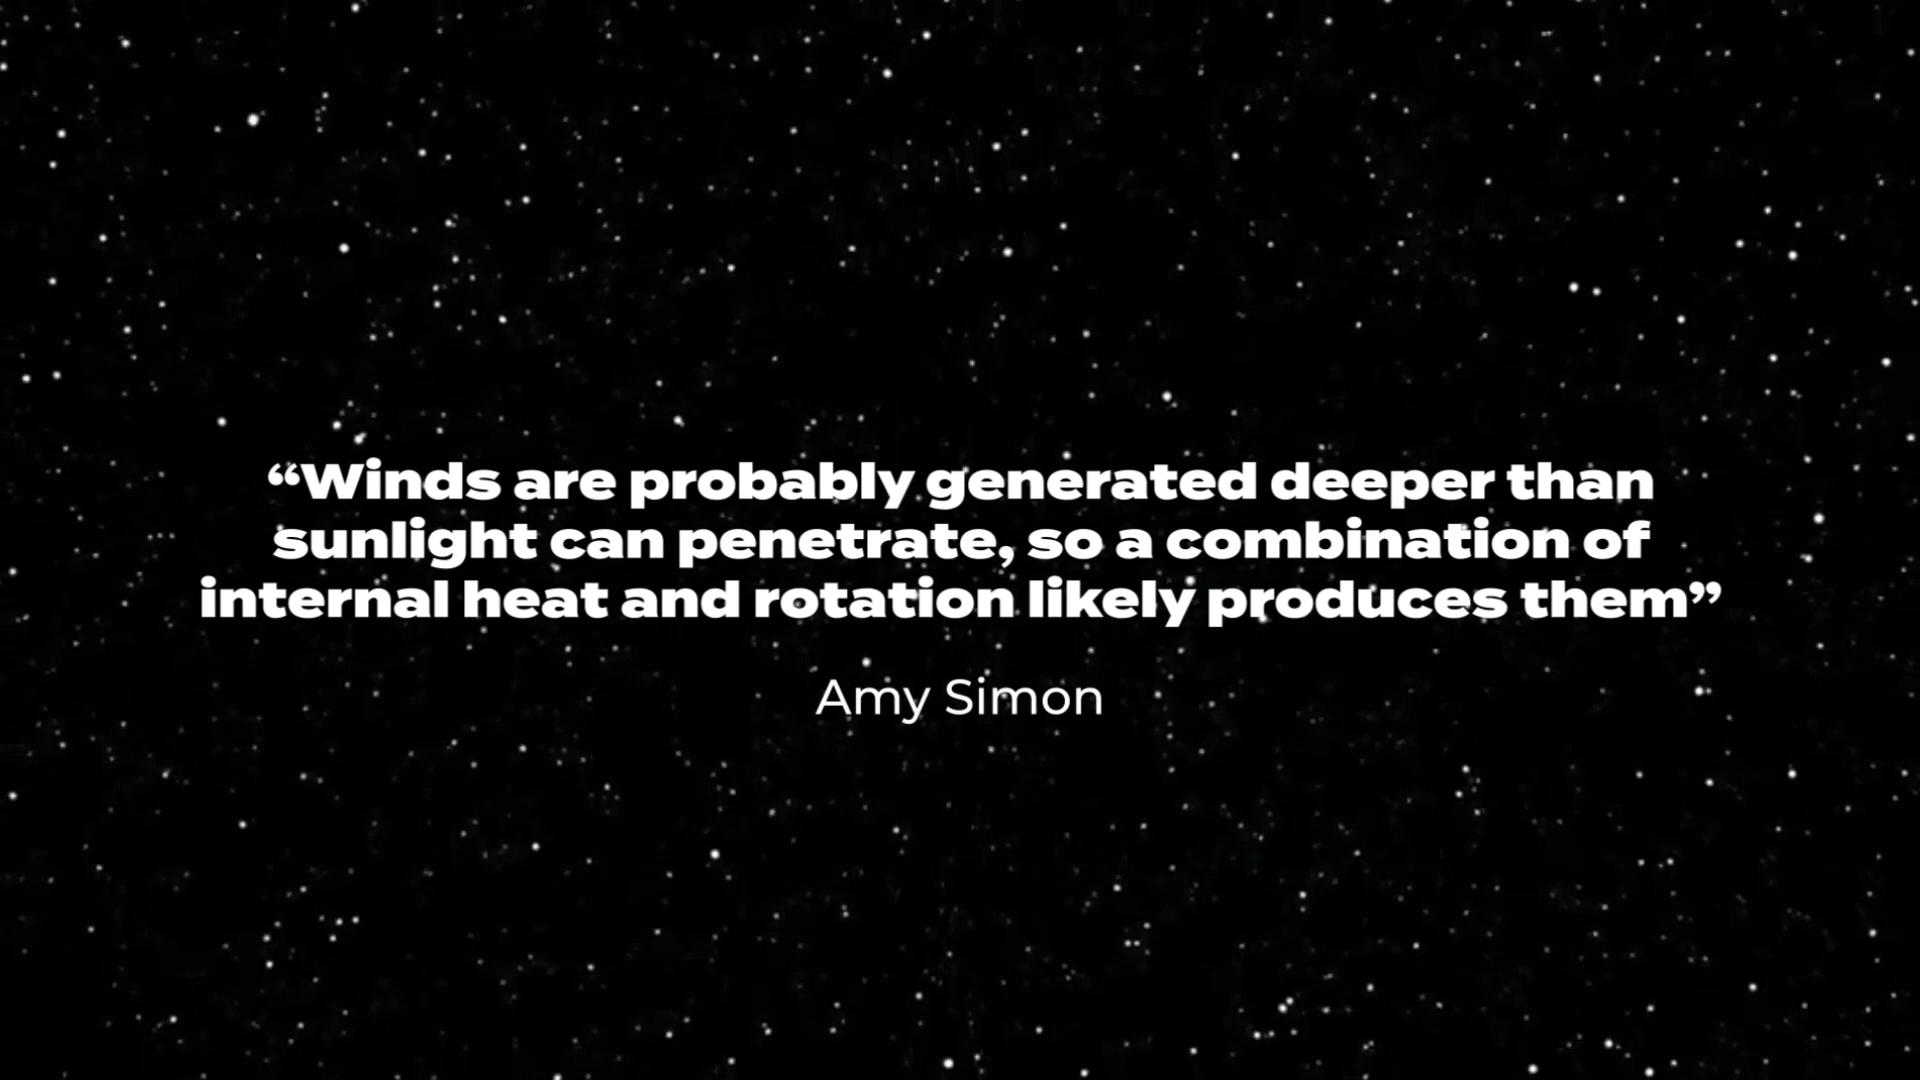 “Winds are probably generated deeper than
sunlight can penetrate, so a combination of
internal heat and rotation likely produces them”
Amy Simon